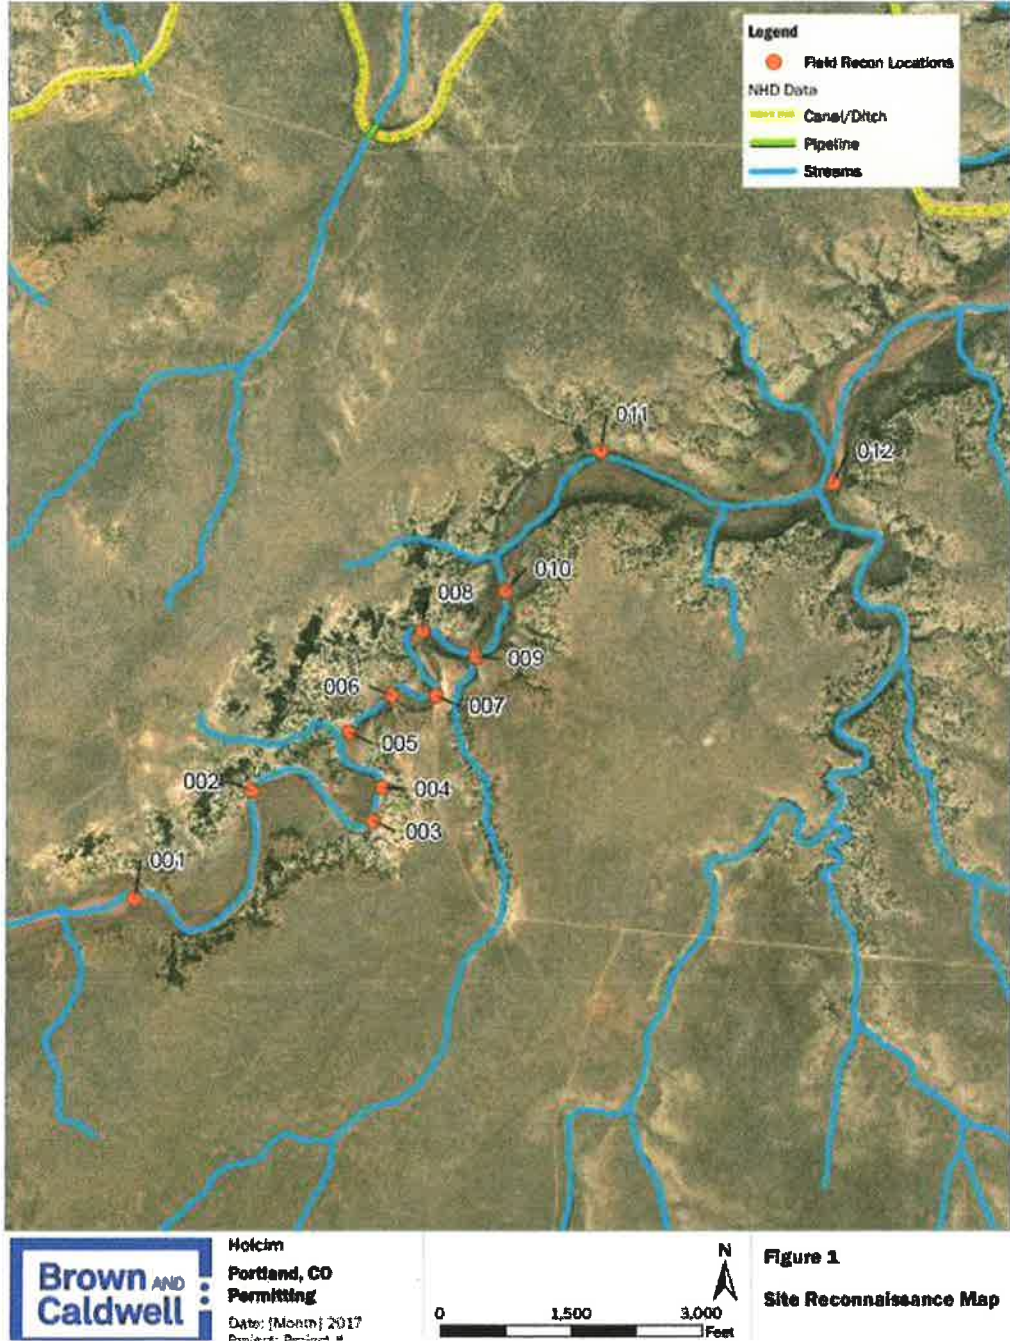 Legend
Field Recon Locations
NHD Data
Canal/Ditch
Pipeline
Streams
011
012
010
008
009
006
007
005
002
004
003
001
Brown AND
Caldwell
Holcim
Portland, CO
Permitting
Date: [Month] 2017
Project: Project #
N
0 1,500 3,000
Feet
Figure 1
Site Reconnaissance Map